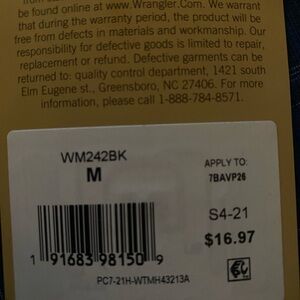 be found online at www.Wrangler.Com. We warrant
that during the warranty period, the product will be
free from defects in materials and workmanship. Our
responsibility for defective goods is limited to repair,
replacement or refund. Defective garments can be
returned to: quality control department, 1421 south
Elm Eugene st., Greensboro, NC 27406. For more
information, please call 1-888-784-8571.
WM242BK
M
APPLY TO:
7BAVP26
S4-21
$16.97
1 91683 98150 9
PC7-21H-WTMH43213A